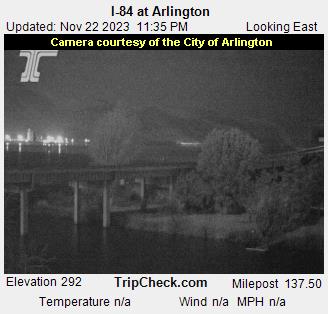 I-84 at Arlington
Updated: Nov 22 2023 11:35 PM Looking East
Camera courtesy of the City of Arlington
Elevation 292 TripCheck.com Milepost 137.50
Temperature n/a Wind n/a MPH n/a